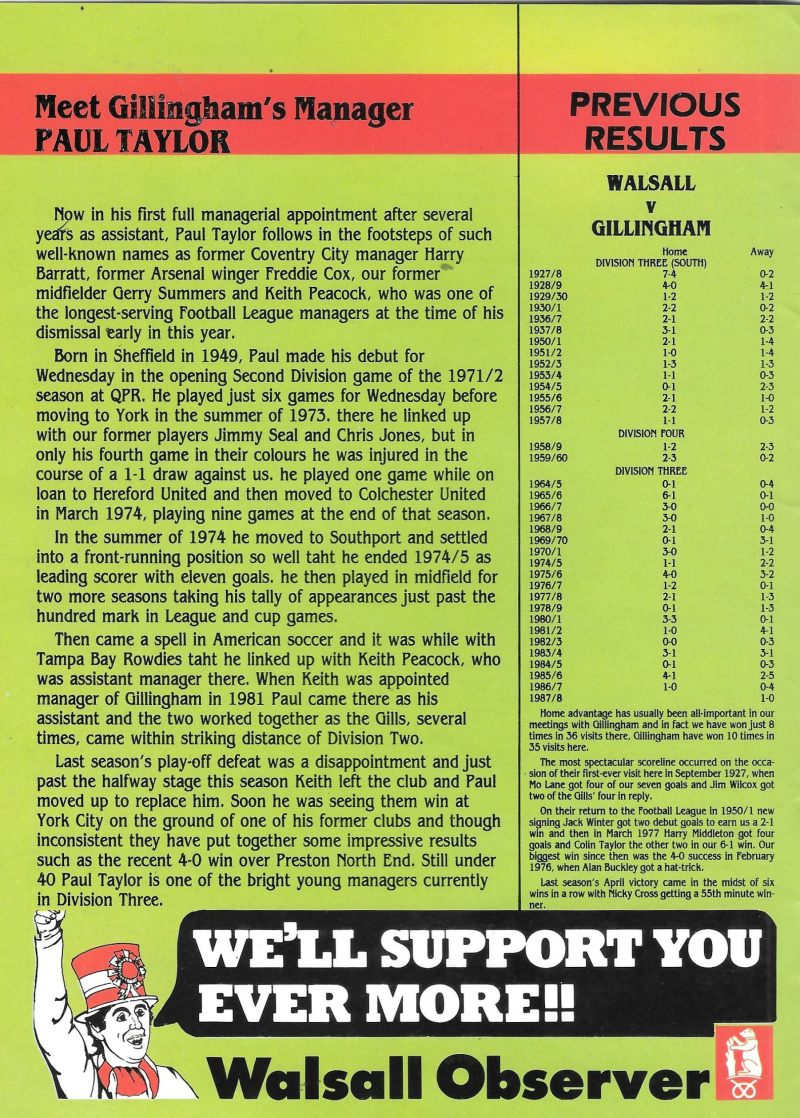 Meet Gillingham's Manager
PAUL TAYLOR
Now in his first full managerial appointment after several
years as assistant, Paul Taylor follows in the footsteps of such
well-known names as former Coventry City manager Harry
Barratt, former Arsenal winger Freddie Cox, our former
midfielder Gerry Summers and Keith Peacock, who was one of
the longest-serving Football League managers at the time of his
dismissal early in this year.
Born in Sheffield in 1949, Paul made his debut for
Wednesday in the opening Second Division game of the 1971/2
season at QPR. He played just six games for Wednesday before
moving to York in the summer of 1973. there he linked up
with our former players Jimmy Seal and Chris Jones, but in
only his fourth game in their colours he was injured in the
course of a 1-1 draw against us. he played one game while on
loan to Hereford United and then moved to Colchester United
in March 1974, playing nine games at the end of that season.
In the summer of 1974 he moved to Southport and settled
into a front-running position so well taht he ended 1974/5 as
leading scorer with eleven goals. he then played in midfield for
two more seasons taking his tally of appearances just past the
hundred mark in League and cup games.
Then came a spell in American soccer and it was while with
Tampa Bay Rowdies taht he linked up with Keith Peacock, who
was assistant manager there. When Keith was appointed
manager of Gillingham in 1981 Paul came there as his
assistant and the two worked together as the Gills, several
times, came within striking distance of Division Two.
Last season's play-off defeat was a disappointment and just
past the halfway stage this season Keith left the club and Paul
moved up to replace him. Soon he was seeing them win at
York City on the ground of one of his former clubs and though
inconsistent they have put together some impressive results
such as the recent 4-0 win over Preston North End. Still under
40 Paul Taylor is one of the bright young managers currently
in Division Three.
PREVIOUS
RESULTS
WALSALL
v
GILLINGHAM
Home Away
DIVISION THREE (SOUTH)
1927/8 7-4 0-2
1928/9 4-0 4-1
1929/30 1-2 1-2
1930/1 2-2 0-2
1936/7 2-1 2-2
1937/8 3-1 0-3
1950/1 2-1 1-4
1951/2 1-0 1-4
1952/3 1-3 1-3
1953/4 1-1 0-3
1954/5 0-1 2-3
1955/6 2-1 1-0
1956/7 2-2 1-2
1957/8 1-1 0-3
DIVISION FOUR
1958/9 1-2 2-3
1959/60 2-3 0-2
DIVISION THREE
1964/5 0-1 0-4
1965/6 6-1 0-1
1966/7 3-0 0-0
1967/8 3-0 1-0
1968/9 2-1 0-4
1969/70 0-1 3-1
1970/1 3-0 1-2
1974/5 1-1 2-2
1975/6 4-0 3-2
1976/7 1-2 0-1
1977/8 2-1 1-3
1978/9 0-1 1-3
1980/1 3-3 0-1
1981/2 1-0 4-1
1982/3 0-0 0-3
1983/4 3-1 3-1
1984/5 0-1 0-3
1985/6 4-1 2-5
1986/7 1-0 0-4
1987/8 1-0
Home advantage has usually been all-important in our
meetings with Gillingham and in fact we have won just 8
times in 36 visits there, Gillingham have won 10 times in
35 visits here.
The most spectacular scoreline occurred on the occa-
sion of their first-ever visit here in September 1927, when
Mo Lane got four of our seven goals and Jim Wilcox got
two of the Gills' four in reply.
On their return to the Football League in 1950/1 new
signing Jack Winter got two debut goals to earn us a 2-1
win and then in March 1977 Harry Middleton got four
goals and Colin Taylor the other two in our 6-1 win. Our
biggest win since then was the 4-0 success in February
1976, when Alan Buckley got a hat-trick.
Last season's April victory came in the midst of six
wins in a row with Nicky Cross getting a 55th minute win-
ner.
WE'LL SUPPORT YOU
EVER MORE!!
Walsall Observer